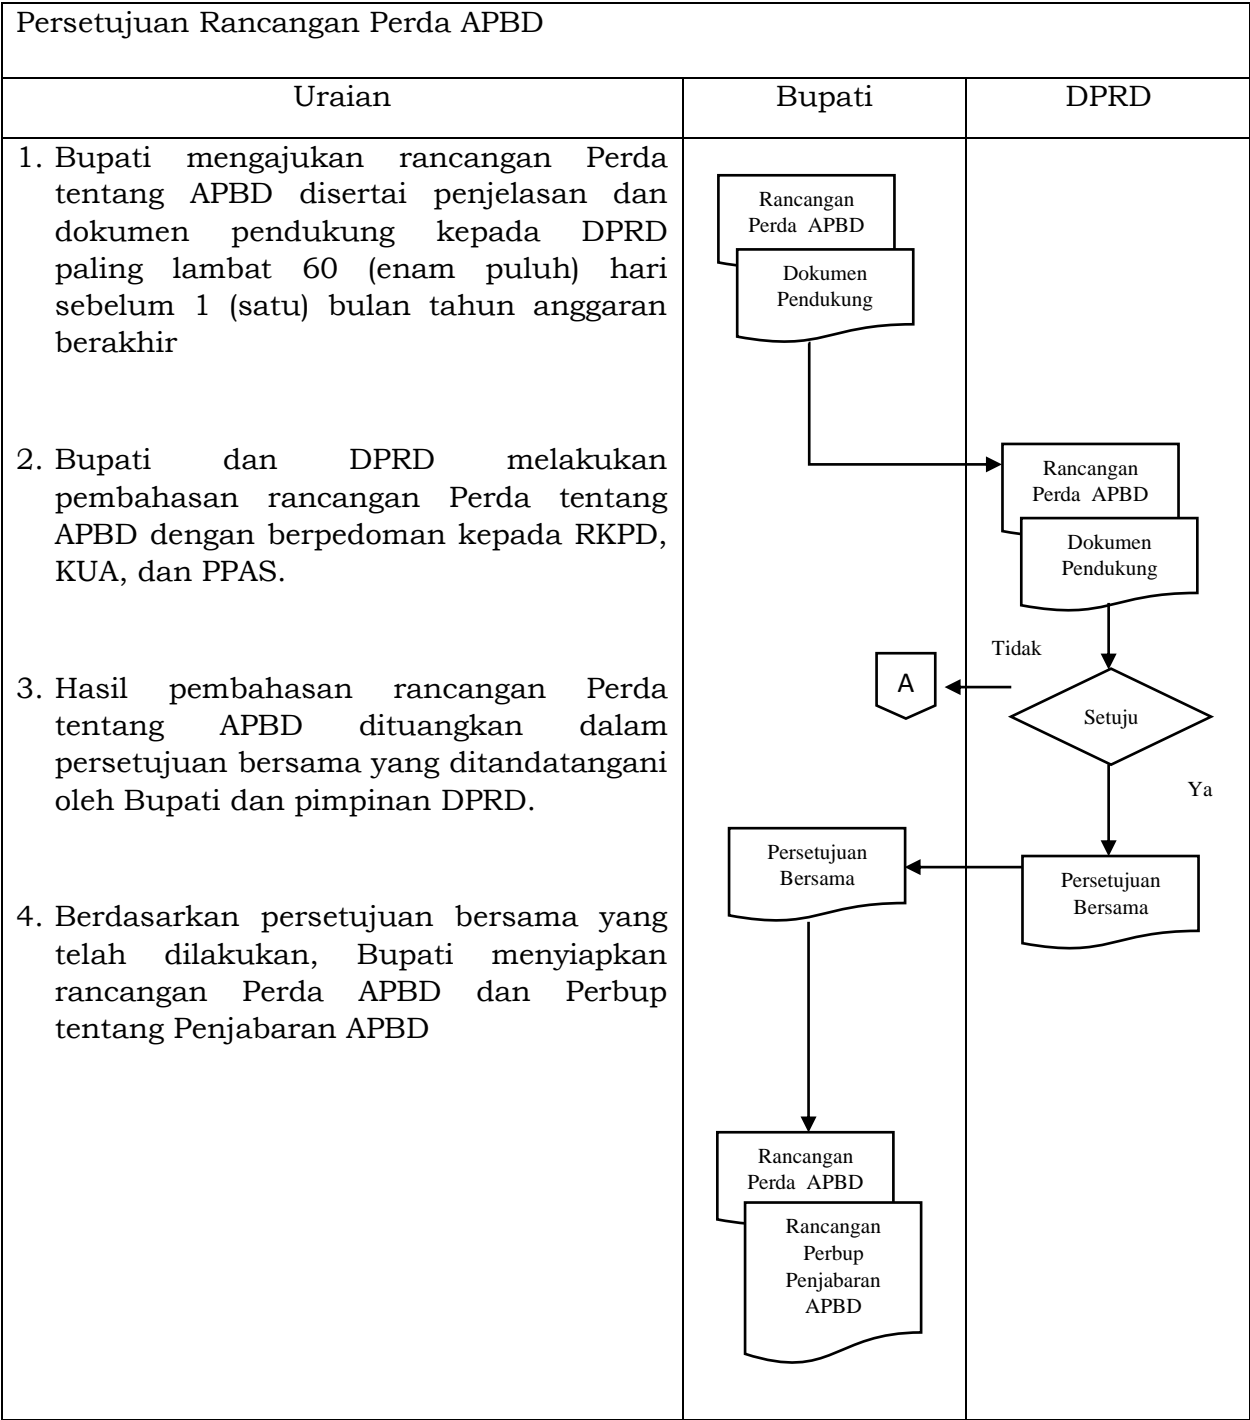 Persetujuan Rancangan Perda APBD
Uraian
Bupati
DPRD
1. Bupati mengajukan rancangan Perda
tentang APBD disertai penjelasan dan
dokumen pendukung kepada DPRD
paling lambat 60 (enam puluh) hari
sebelum 1 (satu) bulan tahun anggaran
berakhir
2. Bupati dan DPRD melakukan
pembahasan rancangan Perda tentang
APBD dengan berpedoman kepada RKPD,
KUA, dan PPAS.
3. Hasil pembahasan rancangan Perda
tentang APBD dituangkan dalam
persetujuan bersama yang ditandatangani
oleh Bupati dan pimpinan DPRD.
4. Berdasarkan persetujuan bersama yang
telah dilakukan, Bupati menyiapkan
rancangan Perda APBD dan Perbup
tentang Penjabaran APBD
Rancangan
Perda APBD
Dokumen
Pendukung
Rancangan
Perda APBD
Dokumen
Pendukung
Tidak
A
Setuju
Ya
Persetujuan
Bersama
Persetujuan
Bersama
Rancangan
Perda APBD
Rancangan
Perbup
Penjabaran
APBD